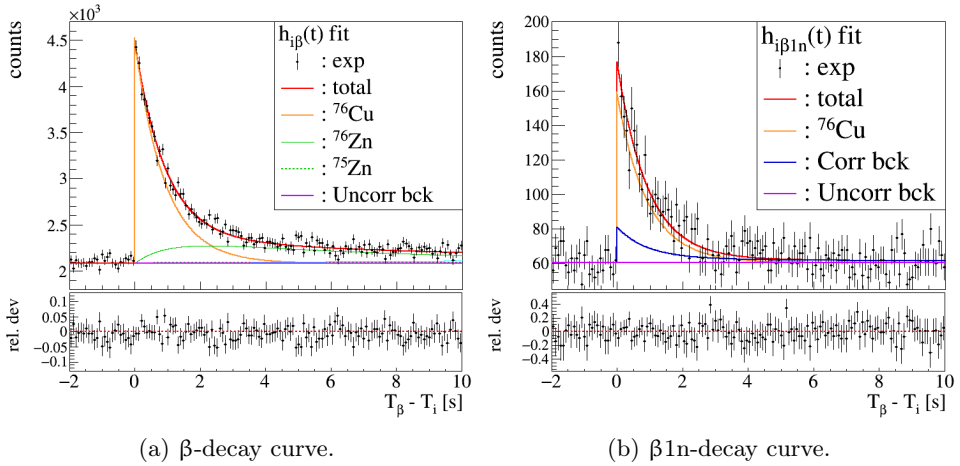 ×10³
h_iβ(t) fit
: exp
: total
: ⁷⁶Cu
: ⁷⁶Zn
: ⁷⁵Zn
: Uncorr bck
counts
4.5
4
3.5
3
2.5
2
rel. dev
0.1
0.05
0
−0.05
−0.1
−2 0 2 4 6 8 10
T_β - T_i [s]
(a) β-decay curve.
h_iβ1n(t) fit
: exp
: total
: ⁷⁶Cu
: Corr bck
: Uncorr bck
counts
200
180
160
140
120
100
80
60
rel. dev
0.4
0.2
0
−0.2
−0.4
−2 0 2 4 6 8 10
T_β - T_i [s]
(b) β1n-decay curve.